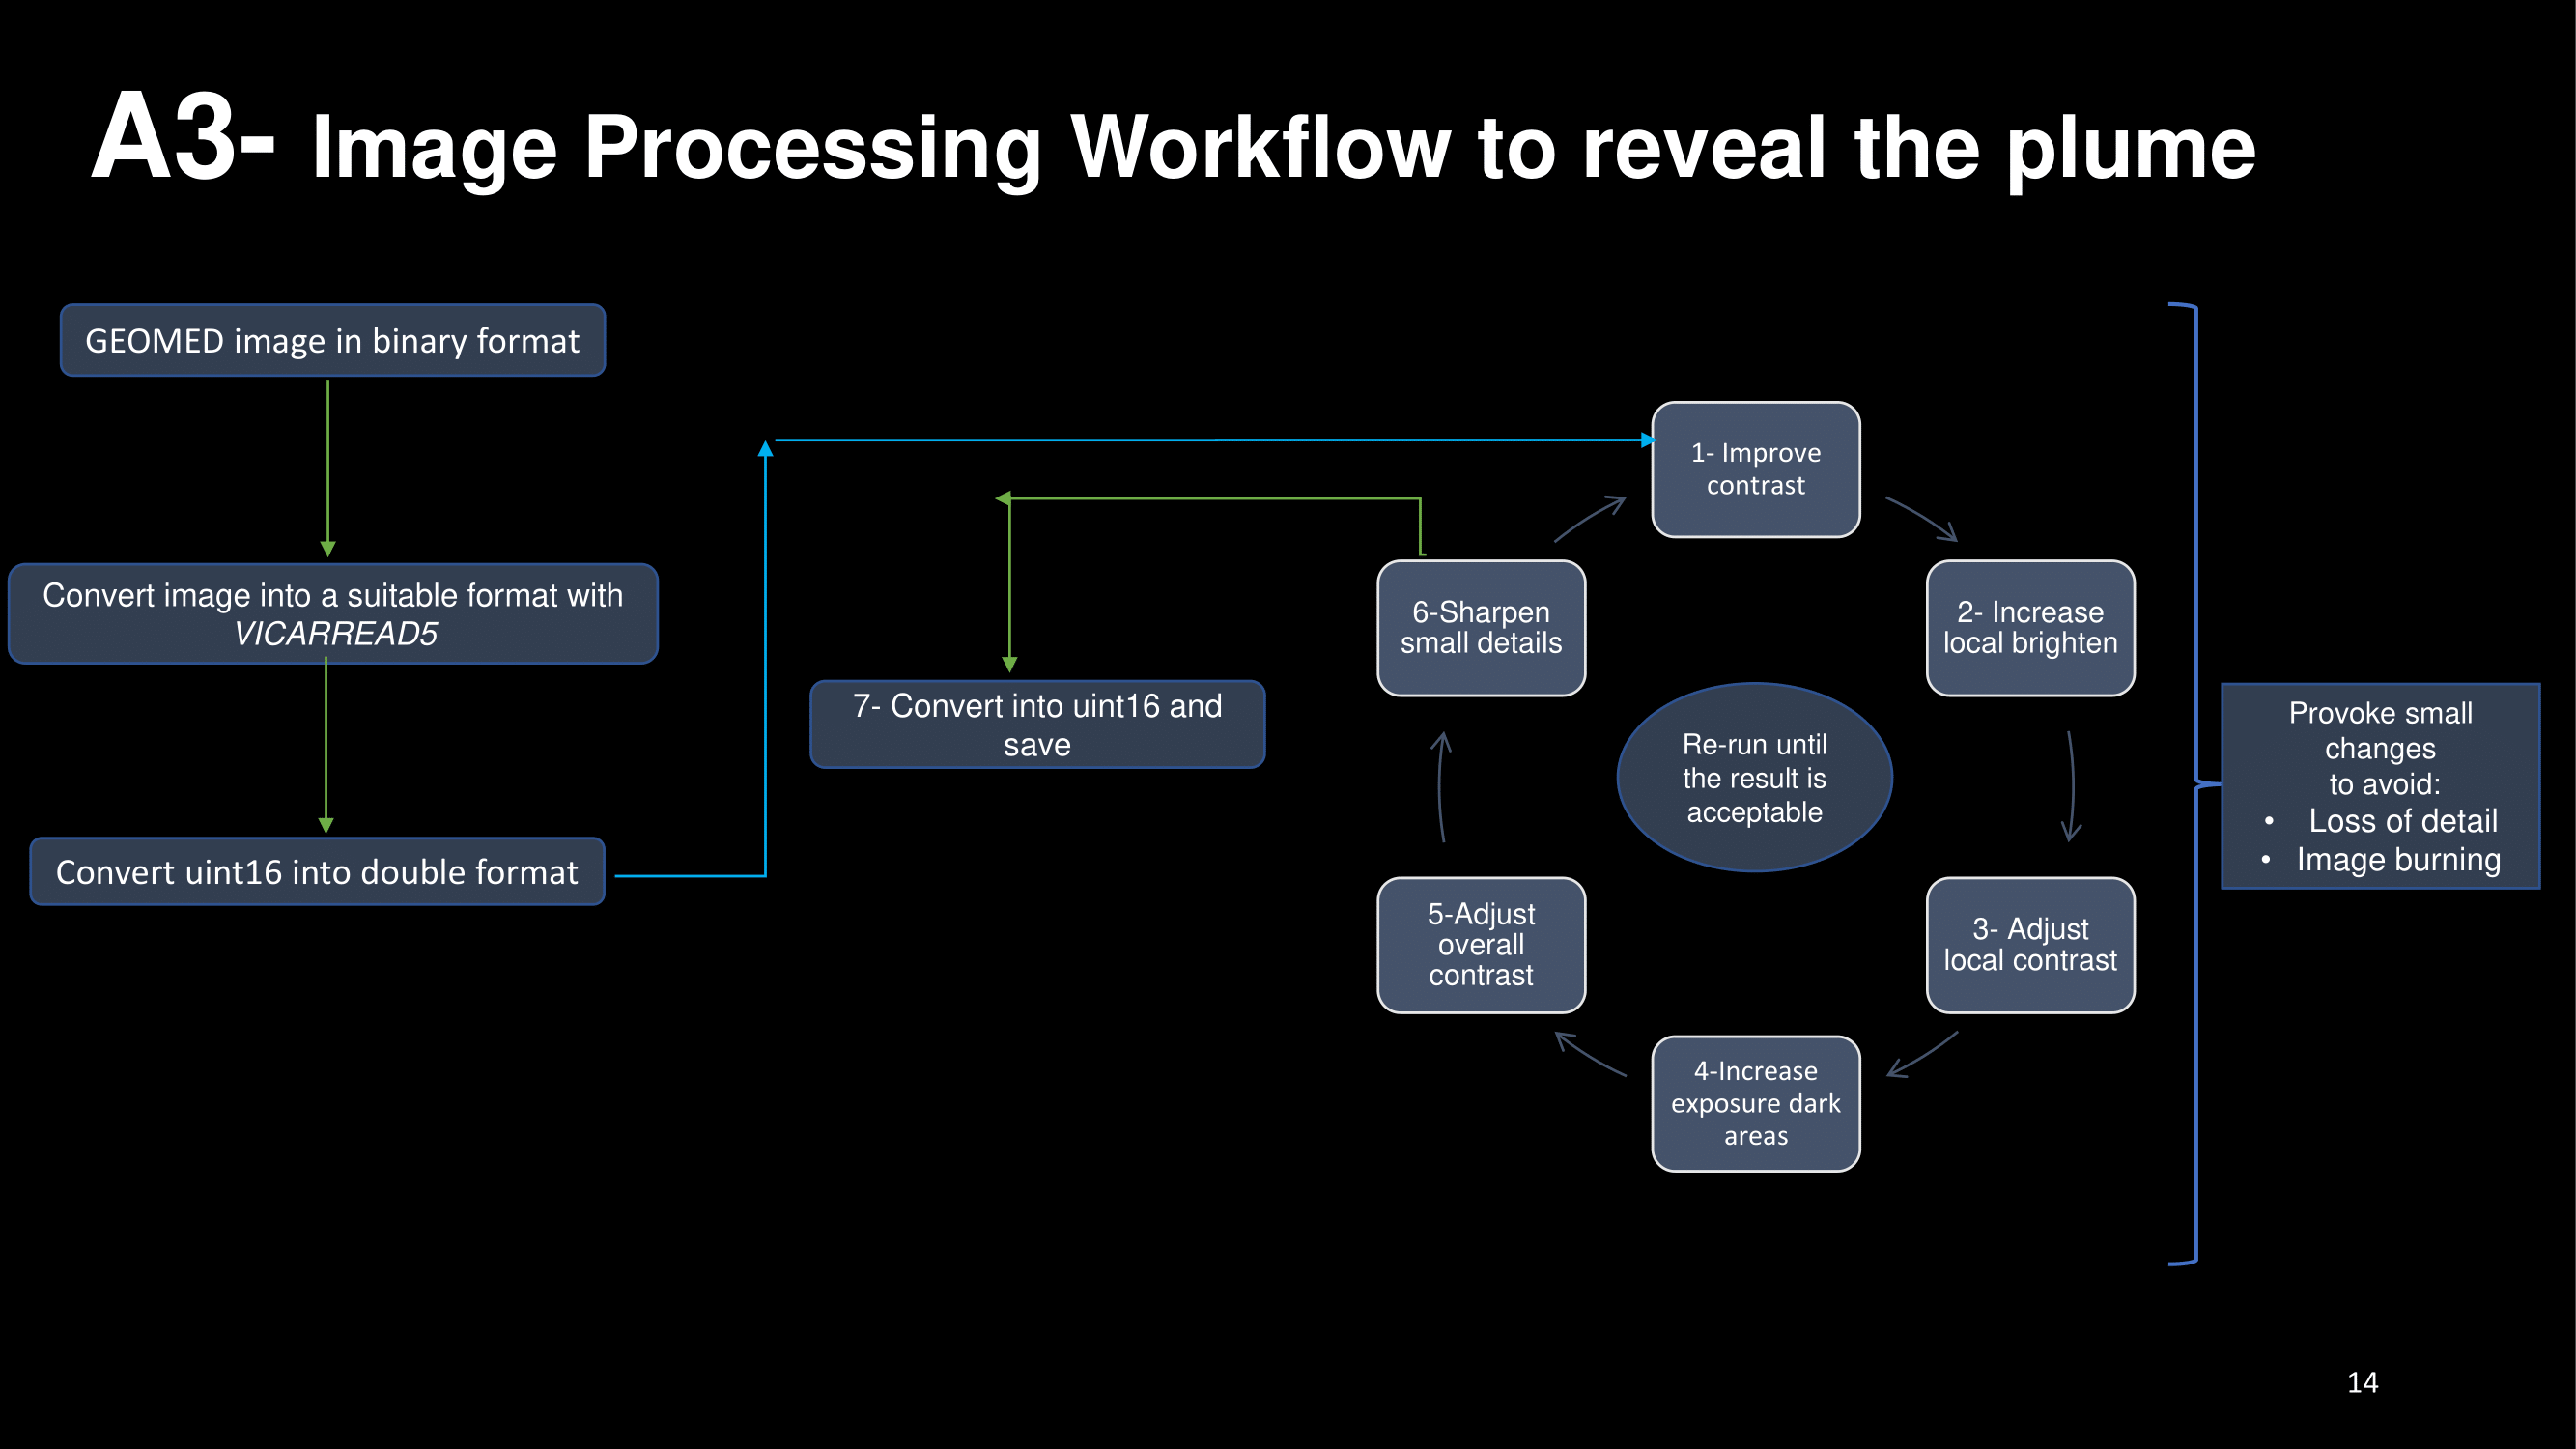 A3- Image Processing Workflow to reveal the plume
GEOMED image in binary format
Convert image into a suitable format with
VICARREAD5
Convert uint16 into double format
1- Improve
contrast
2- Increase
local brighten
3- Adjust
local contrast
4-Increase
exposure dark
areas
5-Adjust
overall
contrast
6-Sharpen
small details
Re-run until
the result is
acceptable
7- Convert into uint16 and
save
Provoke small
changes
to avoid:
• Loss of detail
• Image burning
14